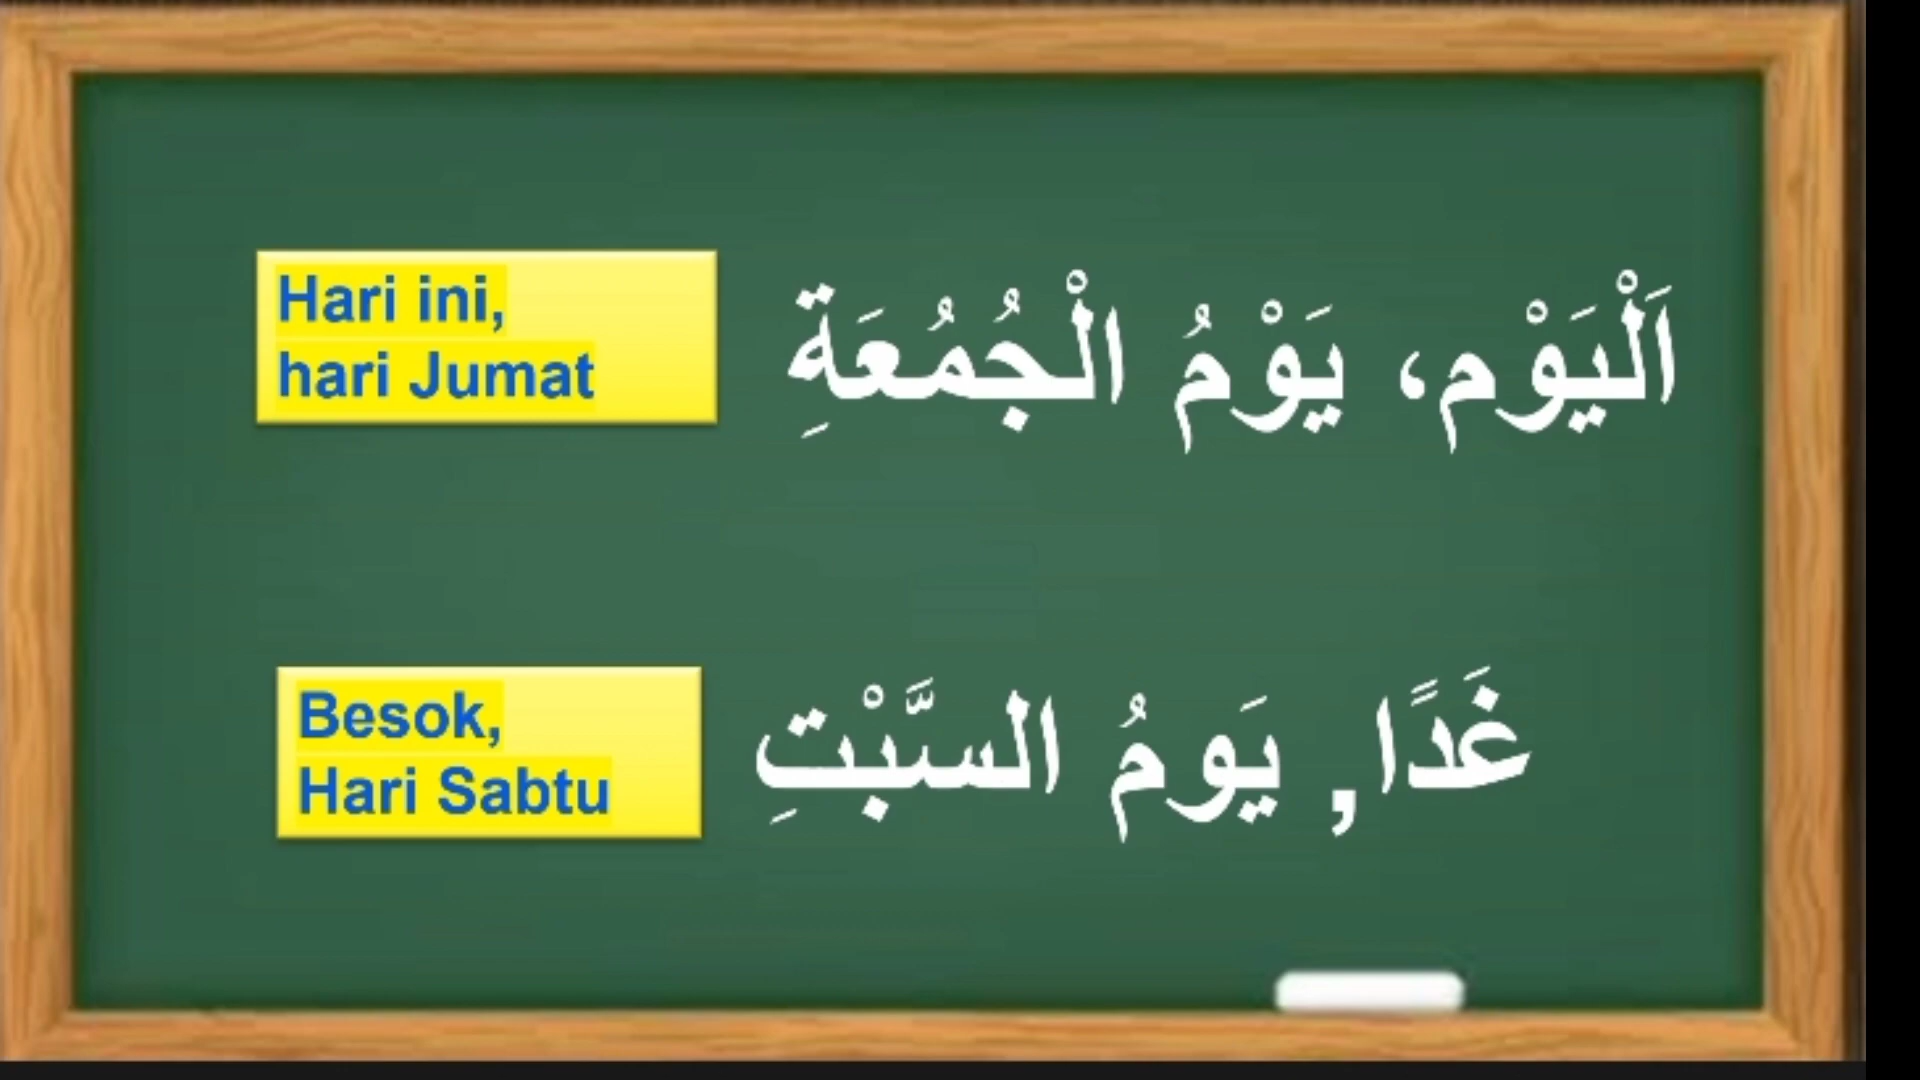 Hari ini,
hari Jumat
اَلْيَوْم، يَوْمُ الْجُمُعَةِ
Besok,
Hari Sabtu
غَدًا, يَومُ السَّبْتِ